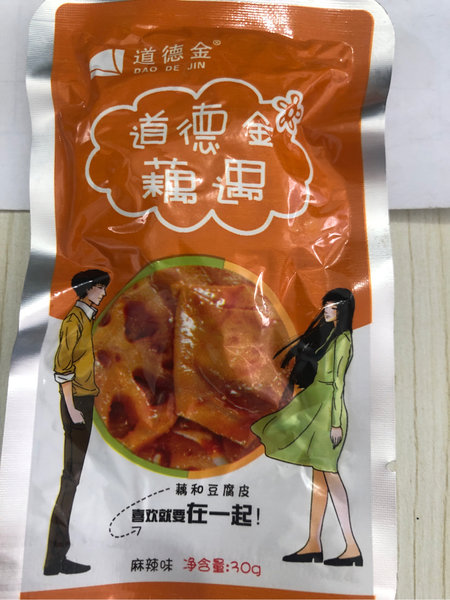 道德金®
DAO DE JIN
道德金
藕遇
藕和豆腐皮
喜欢就要在一起!
麻辣味 净含量:30g